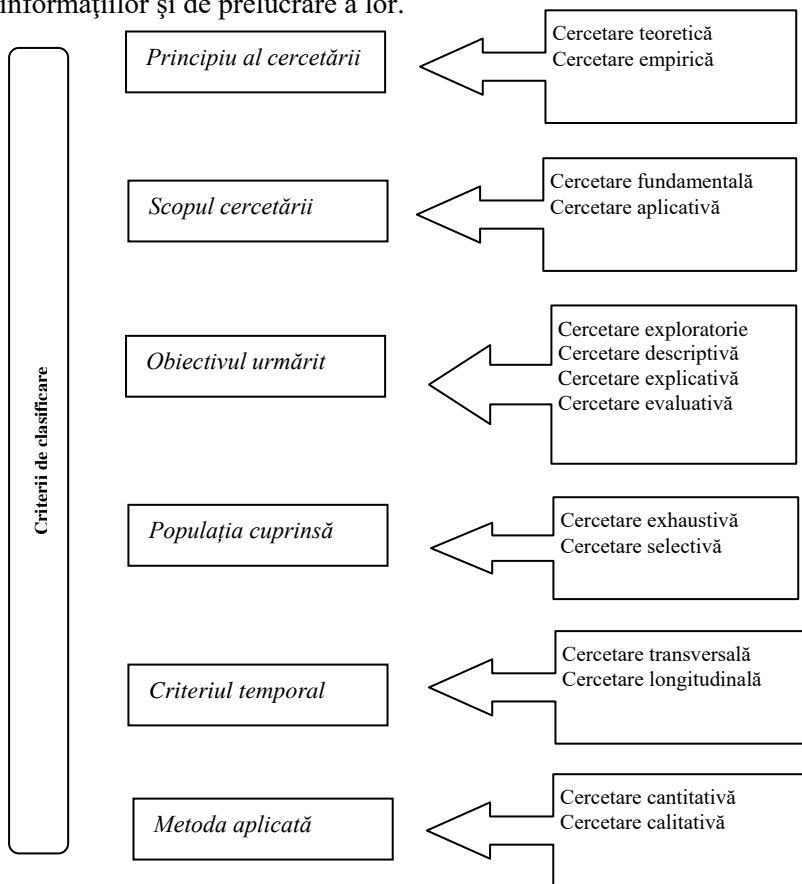 informaţiilor şi de prelucrare a lor.
Criterii de clasificare
Principiu al cercetării
Cercetare teoretică
Cercetare empirică
Scopul cercetării
Cercetare fundamentală
Cercetare aplicativă
Obiectivul urmărit
Cercetare exploratorie
Cercetare descriptivă
Cercetare explicativă
Cercetare evaluativă
Populația cuprinsă
Cercetare exhaustivă
Cercetare selectivă
Criteriul temporal
Cercetare transversală
Cercetare longitudinală
Metoda aplicată
Cercetare cantitativă
Cercetare calitativă